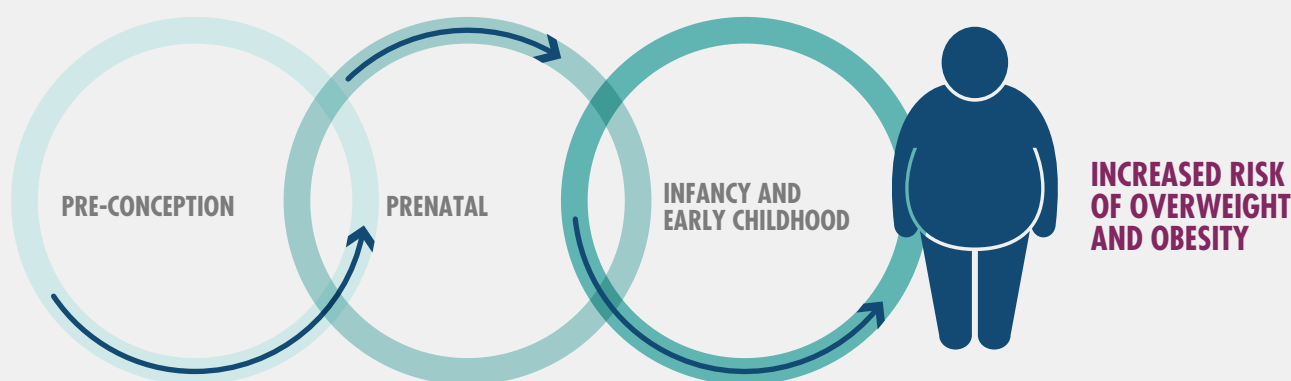 PRE-CONCEPTION
PRENATAL
INFANCY AND
EARLY CHILDHOOD
INCREASED RISK
OF OVERWEIGHT
AND OBESITY